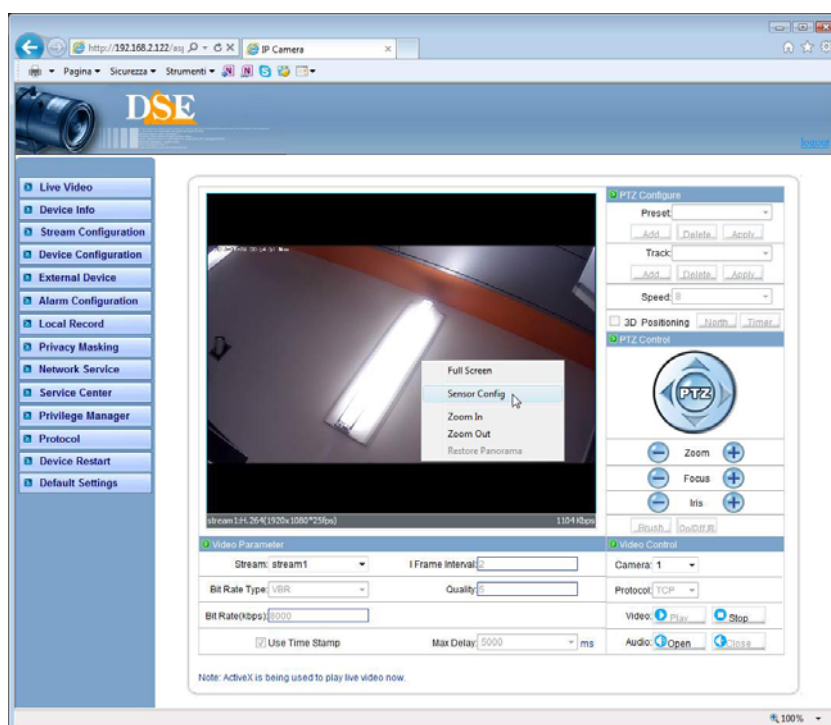 http://192.168.2.122/asp
IP Camera
Pagina Sicurezza Strumenti
DSE
logout
Live Video
Device Info
Stream Configuration
Device Configuration
External Device
Alarm Configuration
Local Record
Privacy Masking
Network Service
Service Center
Privilege Manager
Protocol
Device Restart
Default Settings
Full Screen
Sensor Config
Zoom In
Zoom Out
Restore Panorama
stream1:H.264(1920x1080*25fps) 1104 Kbps
PTZ Configure
Preset:
Add Delete Apply
Track:
Add Delete Apply
Speed: 8
3D Positioning North Timer
PTZ Control
PTZ
Zoom
Focus
Iris
Brush On/Off
Video Parameter
Stream: stream1 I Frame Interval: 2
Bit Rate Type: VBR Quality: 5
Bit Rate(kbps): 8000
Use Time Stamp Max Delay: 5000 ms
Video Control
Camera: 1
Protocol: TCP
Video: Play Stop
Audio: Open Close
Note: ActiveX is being used to play live video now.
100%